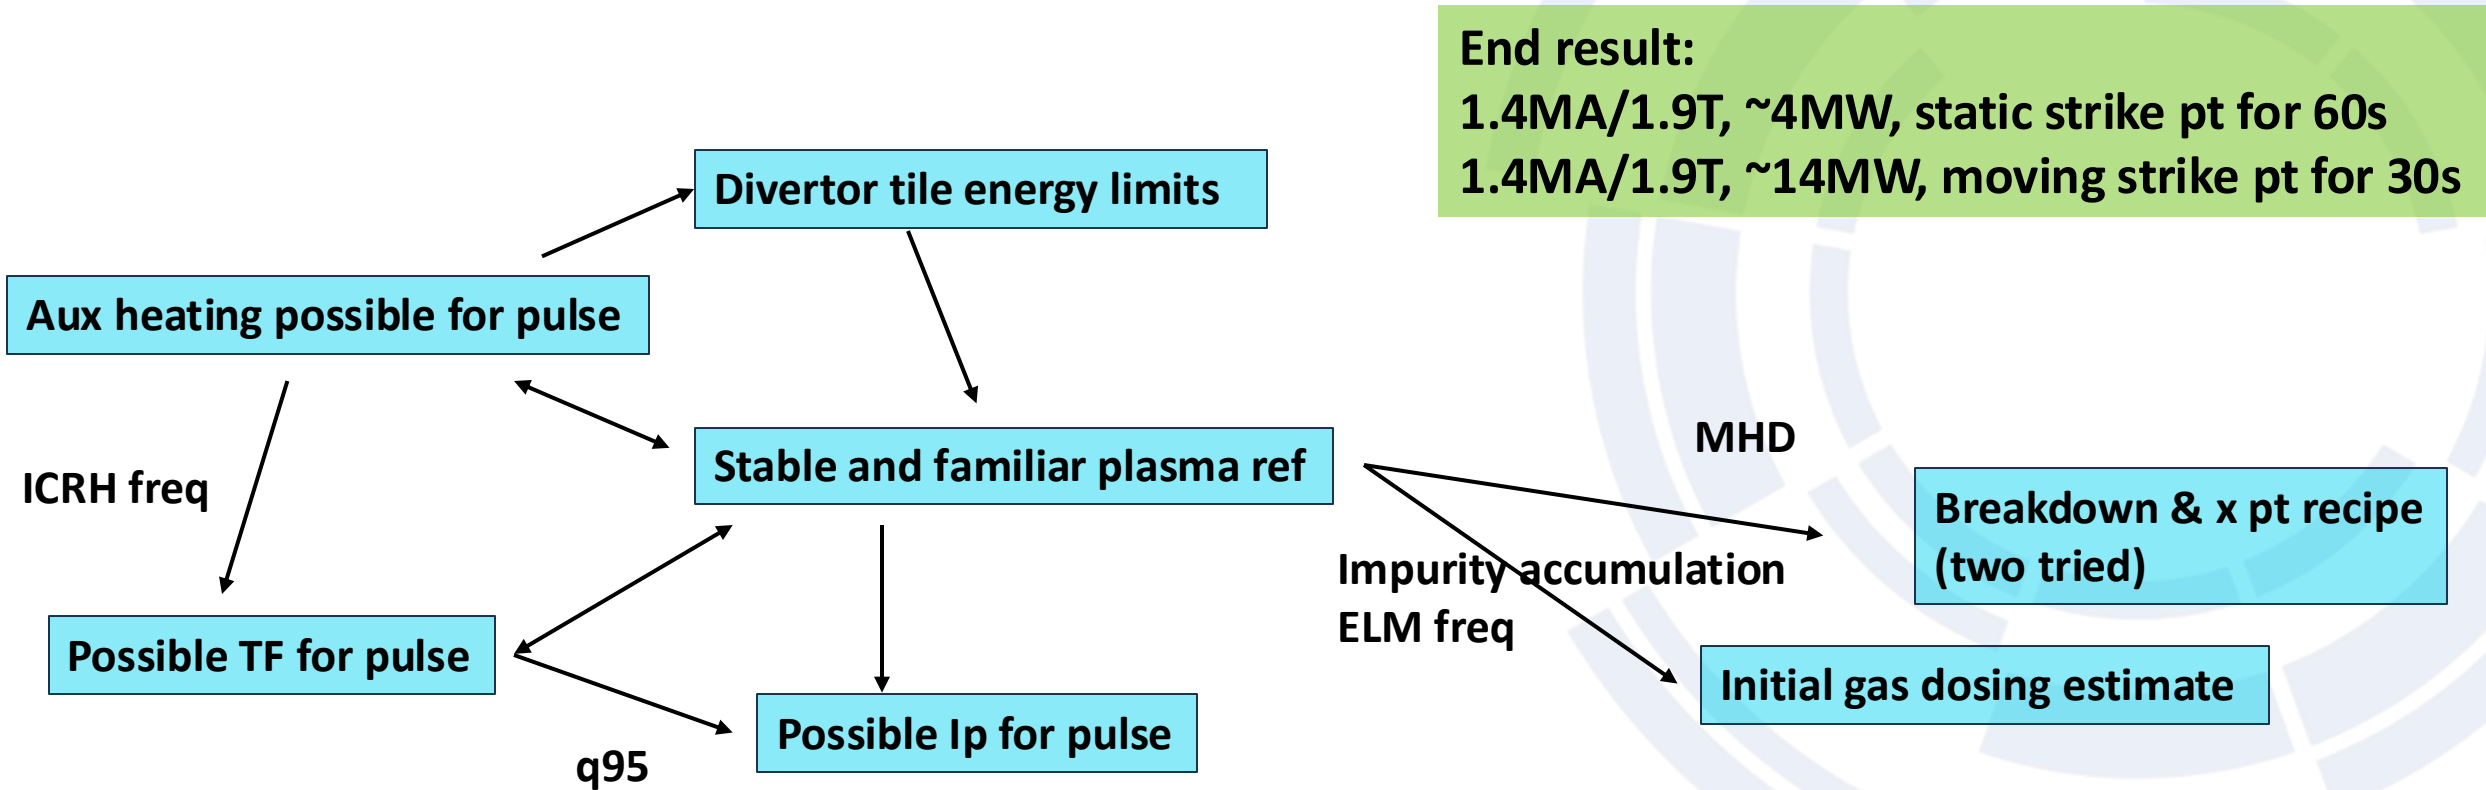 End result:
1.4MA/1.9T, ~4MW, static strike pt for 60s
1.4MA/1.9T, ~14MW, moving strike pt for 30s
Divertor tile energy limits
Aux heating possible for pulse
Stable and familiar plasma ref
ICRH freq
MHD
Breakdown & x pt recipe
(two tried)
Impurity accumulation
ELM freq
Possible TF for pulse
Initial gas dosing estimate
Possible Ip for pulse
q95